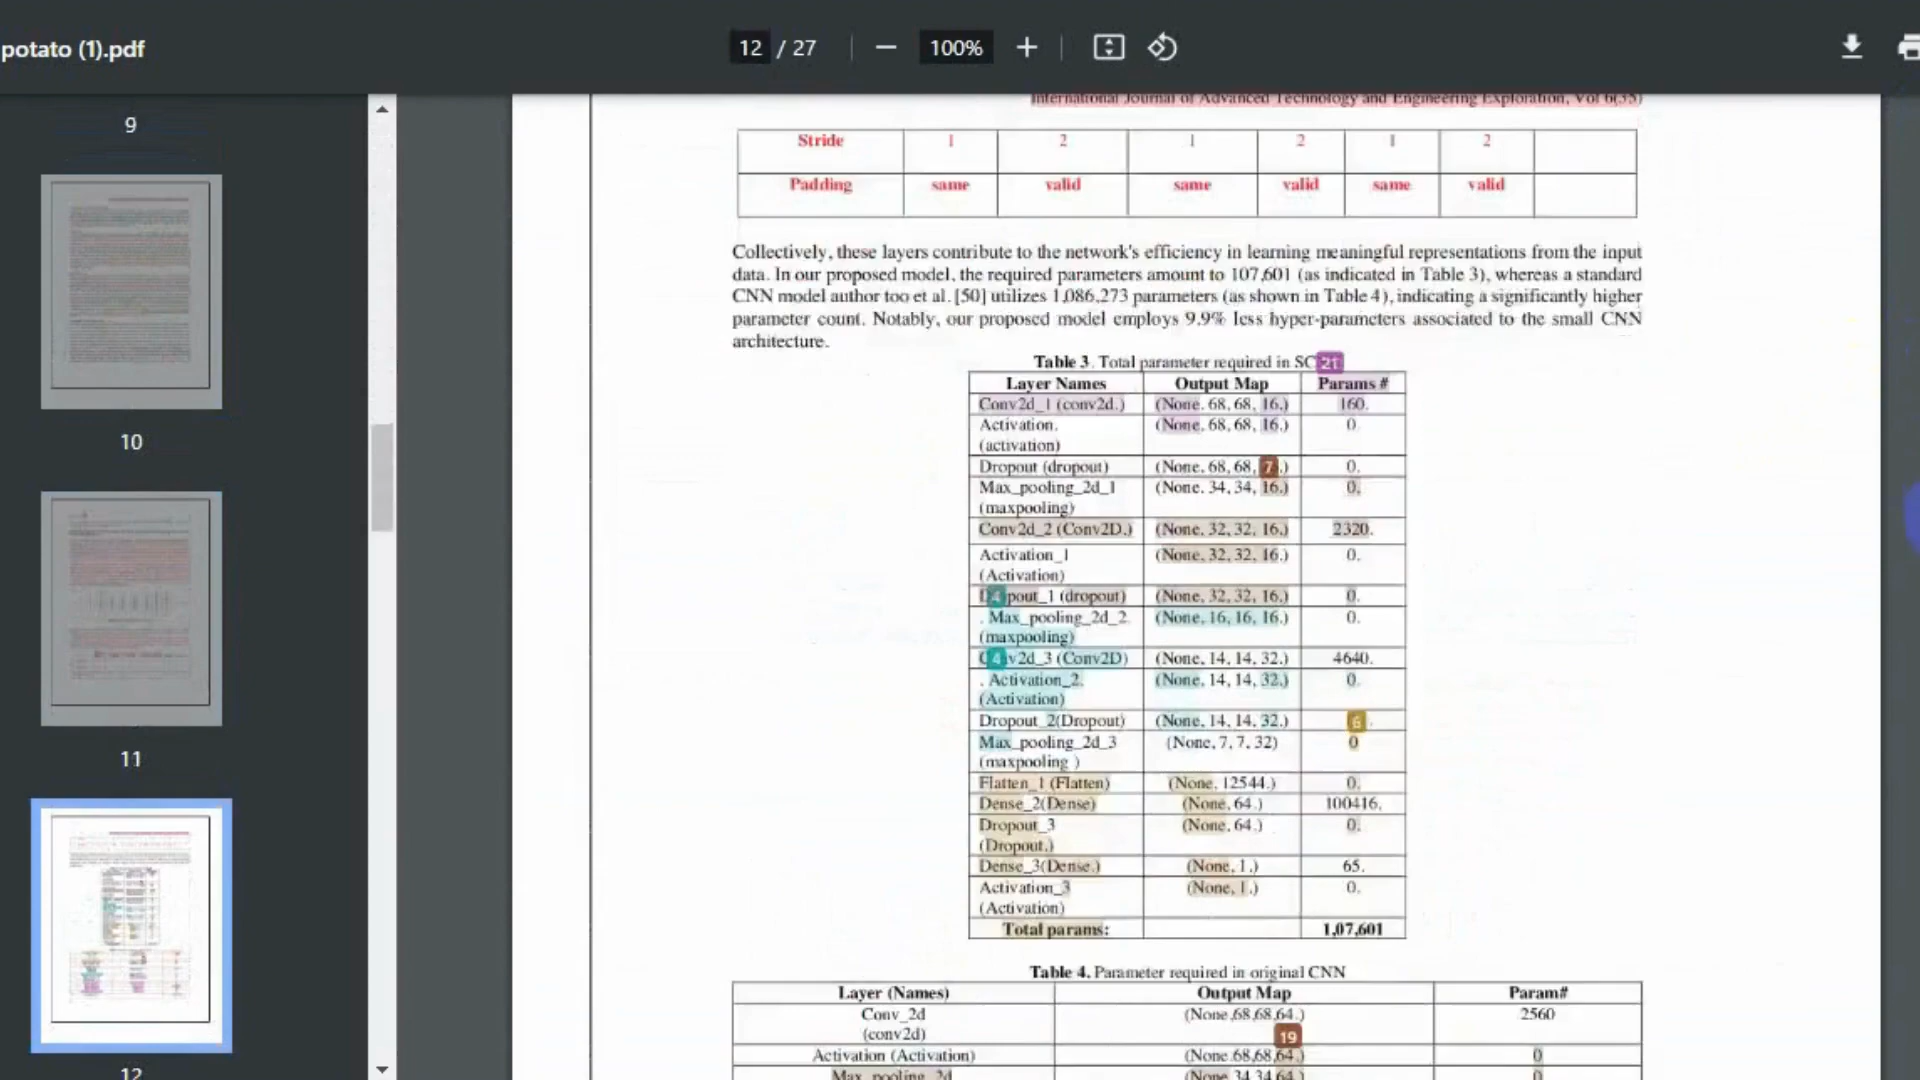 potato (1).pdf
12 / 27
100%
9
10
11
12
International Journal of Advanced Technology and Engineering Exploration, Vol 6(55)
Stride 1 2 1 2 1 2
Padding same valid same valid same valid
Collectively, these layers contribute to the network's efficiency in learning meaningful representations from the input
data. In our proposed model, the required parameters amount to 107,601 (as indicated in Table 3), whereas a standard
CNN model author too et al. [50] utilizes 1,086,273 parameters (as shown in Table 4), indicating a significantly higher
parameter count. Notably, our proposed model employs 9.9% less hyper-parameters associated to the small CNN
architecture.
Table 3. Total parameter required in SC 21
Layer Names Output Map Params #
Conv2d_1 (conv2d.) (None, 68, 68, 16.) 160.
Activation. (None, 68, 68, 16.) 0.
(activation)
Dropout (dropout) (None, 68, 68, 7 .) 0.
Max_pooling_2d_1 (None, 34, 34, 16.) 0.
(maxpooling)
Conv2d_2 (Conv2D.) (None, 32, 32, 16.) 2320.
Activation_1 (None, 32, 32, 16.) 0.
(Activation)
D 4 pout_1 (dropout) (None, 32, 32, 16.) 0.
. Max_pooling_2d_2. (None, 16, 16, 16.) 0.
(maxpooling)
C 4 v2d_3 (Conv2D) (None, 14, 14, 32.) 4640.
. Activation_2. (None, 14, 14, 32.) 0.
(Activation)
Dropout_2(Dropout) (None, 14, 14, 32.) 6 .
Max_pooling_2d_3 (None, 7, 7, 32) 0
(maxpooling )
Flatten_1 (Flatten) (None, 12544.) 0.
Dense_2(Dense) (None, 64.) 100416.
Dropout_3 (None, 64.) 0.
(Dropout.)
Dense_3(Dense.) (None, 1.) 65.
Activation_3 (None, 1.) 0.
(Activation)
Total params: 1,07,601
Table 4. Parameter required in original CNN
Layer (Names) Output Map Param#
Conv_2d (None,68,68,64.) 2560
(conv2d)
19
Activation (Activation) (None,68,68,64.) 0
Max_pooling_2d (None,34,34,64.) 0